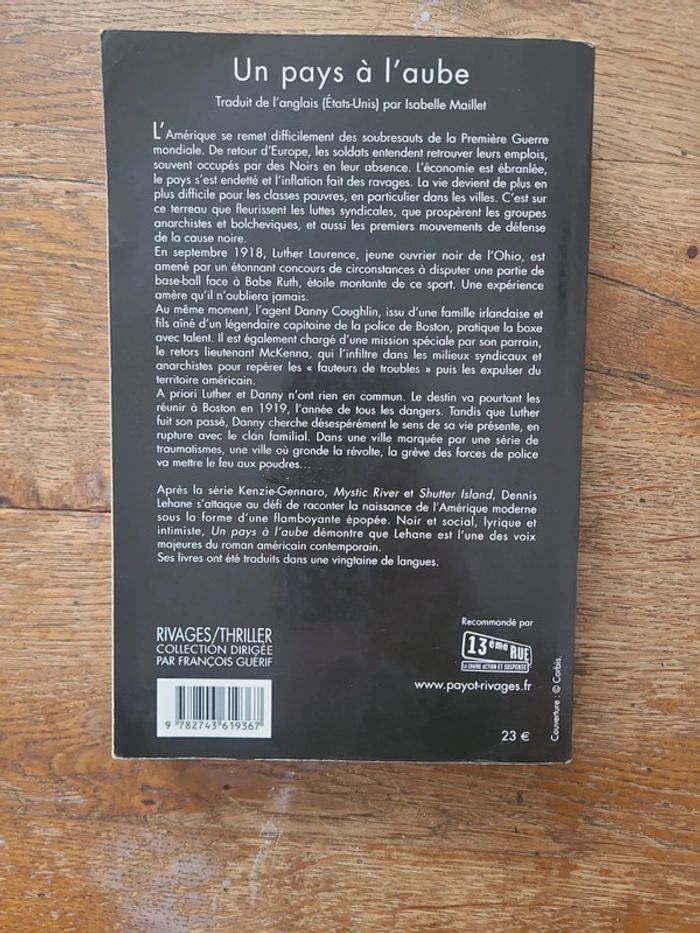 Un pays à l'aube
Traduit de l'anglais (États-Unis) par Isabelle Maillet
L'Amérique se remet difficilement des soubresauts de la Première Guerre
mondiale. De retour d'Europe, les soldats entendent retrouver leurs emplois,
souvent occupés par des Noirs en leur absence. L'économie est ébranlée,
le pays s'est endetté et l'inflation fait des ravages. La vie devient de plus en
plus difficile pour les classes pauvres, en particulier dans les villes. C'est sur
ce terreau que fleurissent les luttes syndicales, que prospèrent les groupes
anarchistes et bolcheviques, et aussi les premiers mouvements de défense
de la cause noire.
En septembre 1918, Luther Laurence, jeune ouvrier noir de l'Ohio, est
amené par un étonnant concours de circonstances à disputer une partie de
base-ball face à Babe Ruth, étoile montante de ce sport. Une expérience
amère qu'il n'oubliera jamais.
Au même moment, l'agent Danny Coughlin, issu d'une famille irlandaise et
fils aîné d'un légendaire capitaine de la police de Boston, pratique la boxe
avec talent. Il est également chargé d'une mission spéciale par son parrain,
le retors lieutenant McKenna, qui l'infiltre dans les milieux syndicaux et
anarchistes pour repérer les « fauteurs de troubles » puis les expulser du
territoire américain.
A priori Luther et Danny n'ont rien en commun. Le destin va pourtant les
réunir à Boston en 1919, l'année de tous les dangers. Tandis que Luther
fuit son passé, Danny cherche désespérément le sens de sa vie présente, en
rupture avec le clan familial. Dans une ville marquée par une série de
traumatismes, une ville où gronde la révolte, la grève des forces de police
va mettre le feu aux poudres...
Après la série Kenzie-Gennaro, Mystic River et Shutter Island, Dennis
Lehane s'attaque au défi de raconter la naissance de l'Amérique moderne
sous la forme d'une flamboyante épopée. Noir et social, lyrique et
intimiste, Un pays à l'aube démontre que Lehane est l'une des voix
majeures du roman américain contemporain.
Ses livres ont été traduits dans une vingtaine de langues.
RIVAGES/THRILLER
COLLECTION DIRIGÉE
PAR FRANÇOIS GUÉRIF
9 782743 619367
Recommandé par
13ème RUE
LA CHAINE ACTION ET SUSPENSE
www.payot-rivages.fr
23 €
Couverture : © Corbis.